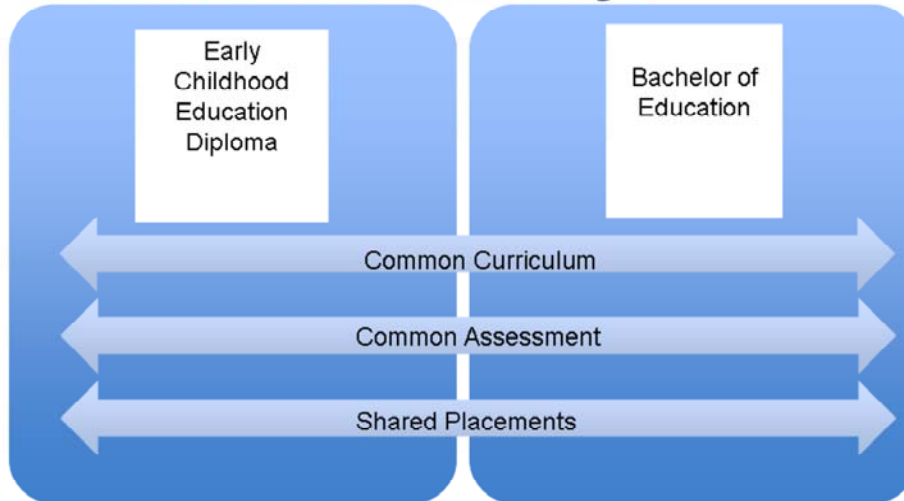 Early
Childhood
Education
Diploma
Bachelor of
Education
Common Curriculum
Common Assessment
Shared Placements